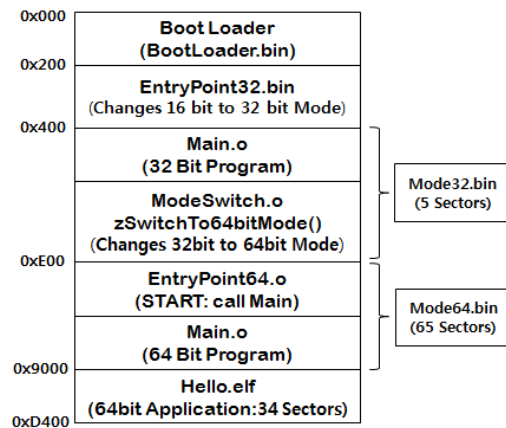 0x000
Boot Loader
(BootLoader.bin)
0x200
EntryPoint32.bin
(Changes 16 bit to 32 bit Mode)
0x400
Main.o
(32 Bit Program)
ModeSwitch.o
zSwitchTo64bitMode()
(Changes 32bit to 64bit Mode)
Mode32.bin
(5 Sectors)
0xE00
EntryPoint64.o
(START: call Main)
Main.o
(64 Bit Program)
Mode64.bin
(65 Sectors)
0x9000
Hello.elf
(64bit Application:34 Sectors)
0xD400